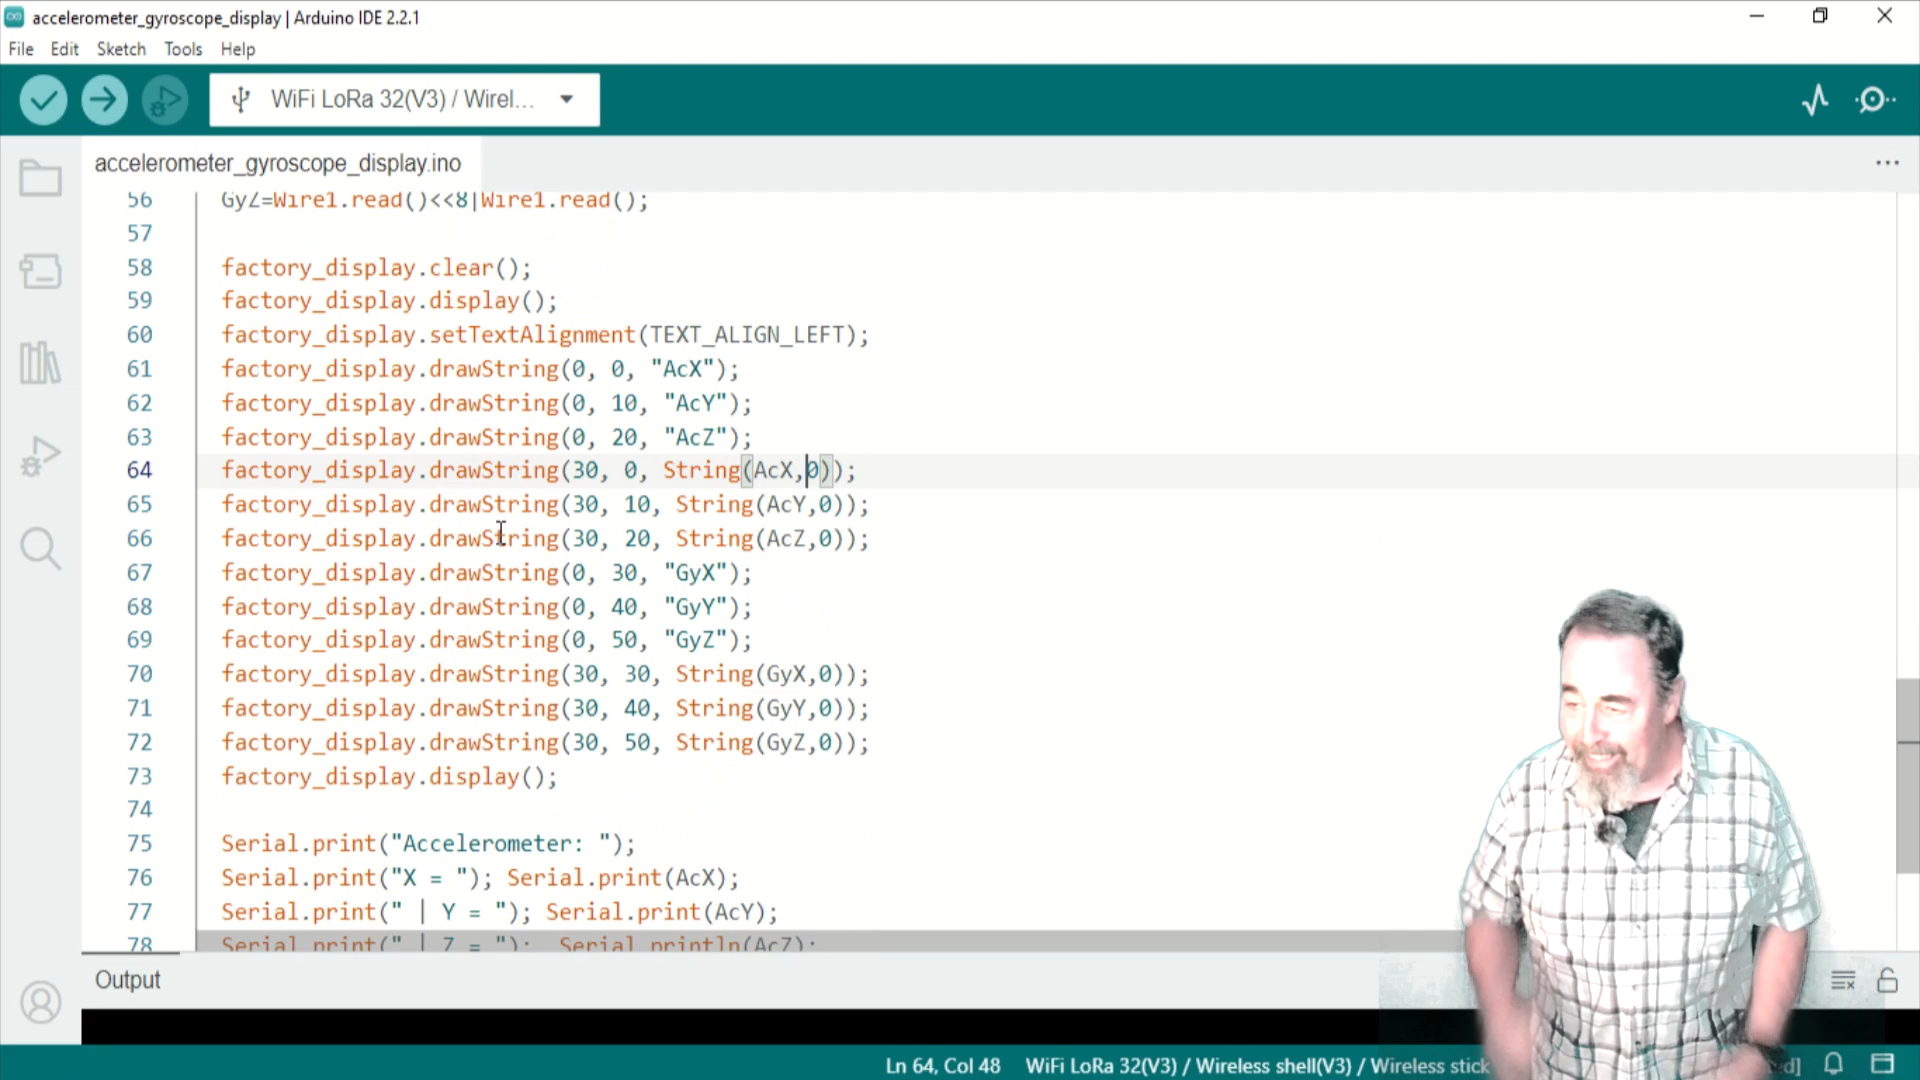 accelerometer_gyroscope_display | Arduino IDE 2.2.1
File Edit Sketch Tools Help
WiFi LoRa 32(V3) / Wirel...
accelerometer_gyroscope_display.ino
56 GyZ=Wire1.read()<<8|Wire1.read();
57
58 factory_display.clear();
59 factory_display.display();
60 factory_display.setTextAlignment(TEXT_ALIGN_LEFT);
61 factory_display.drawString(0, 0, "AcX");
62 factory_display.drawString(0, 10, "AcY");
63 factory_display.drawString(0, 20, "AcZ");
64 factory_display.drawString(30, 0, String(AcX,0));
65 factory_display.drawString(30, 10, String(AcY,0));
66 factory_display.drawString(30, 20, String(AcZ,0));
67 factory_display.drawString(0, 30, "GyX");
68 factory_display.drawString(0, 40, "GyY");
69 factory_display.drawString(0, 50, "GyZ");
70 factory_display.drawString(30, 30, String(GyX,0));
71 factory_display.drawString(30, 40, String(GyY,0));
72 factory_display.drawString(30, 50, String(GyZ,0));
73 factory_display.display();
74
75 Serial.print("Accelerometer: ");
76 Serial.print("X = "); Serial.print(AcX);
77 Serial.print(" | Y = "); Serial.print(AcY);
78 Serial.print(" | Z = "); Serial.println(AcZ);
Output
Ln 64, Col 48 WiFi LoRa 32(V3) / Wireless shell(V3) / Wireless stick